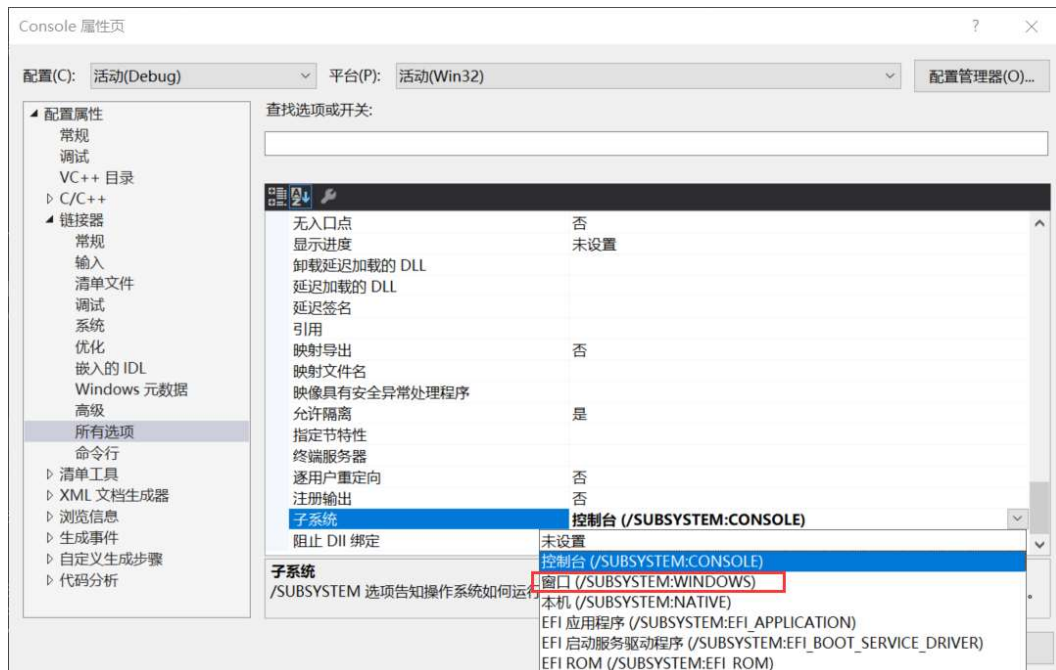 Console 属性页
配置(C): 活动(Debug) 平台(P): 活动(Win32) 配置管理器(O)...
配置属性
常规
调试
VC++ 目录
C/C++
链接器
常规
输入
清单文件
调试
系统
优化
嵌入的 IDL
Windows 元数据
高级
所有选项
命令行
清单工具
XML 文档生成器
浏览信息
生成事件
自定义生成步骤
代码分析
查找选项或开关:
无入口点 否
显示进度 未设置
卸载延迟加载的 DLL
延迟加载的 DLL
延迟签名
引用
映射导出 否
映射文件名
映像具有安全异常处理程序
允许隔离 是
指定节特性
终端服务器
逐用户重定向 否
注册输出 否
子系统 控制台 (/SUBSYSTEM:CONSOLE)
阻止 Dll 绑定
未设置
控制台 (/SUBSYSTEM:CONSOLE)
窗口 (/SUBSYSTEM:WINDOWS)
本机 (/SUBSYSTEM:NATIVE)
EFI 应用程序 (/SUBSYSTEM:EFI_APPLICATION)
EFI 启动服务驱动程序 (/SUBSYSTEM:EFI_BOOT_SERVICE_DRIVER)
EFI ROM (/SUBSYSTEM:EFI_ROM)
子系统
/SUBSYSTEM 选项告知操作系统如何运行